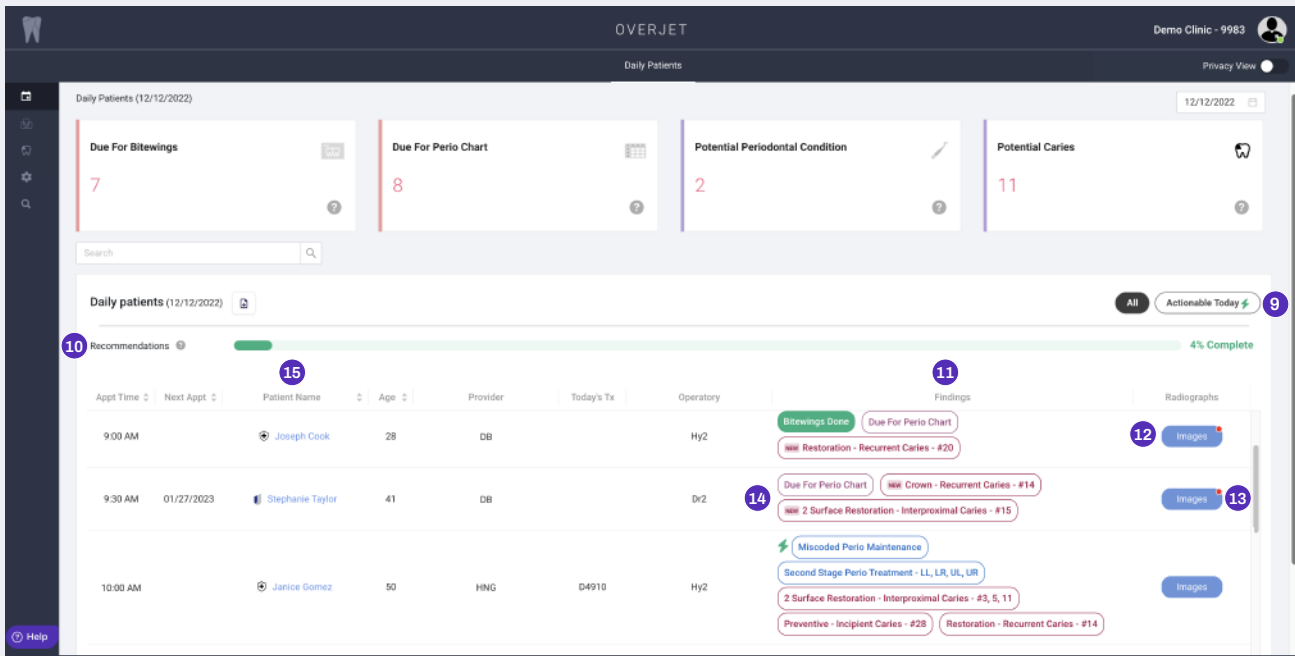 OVERJET
Demo Clinic - 9983
Daily Patients
Privacy View
Daily Patients (12/12/2022)
12/12/2022
Due For Bitewings
7
Due For Perio Chart
8
Potential Periodontal Condition
2
Potential Caries
11
? ? ? ?
Search
Daily patients (12/12/2022)
All
Actionable Today
9
10
Recommendations ?
4% Complete
15
11
Appt Time Next Appt Patient Name Age Provider Today's Tx Operatory Findings Radiographs
9:00 AM Joseph Cook 28 DB Hy2
Bitewings Done Due For Perio Chart
NEW Restoration - Recurrent Caries - #20
12
Images
9:30 AM 01/27/2023 Stephanie Taylor 41 DB Dr2
14
Due For Perio Chart NEW Crown - Recurrent Caries - #14
NEW 2 Surface Restoration - Interproximal Caries - #15
Images
13
10:00 AM Janice Gomez 50 HNG D4910 Hy2
Miscoded Perio Maintenance
Second Stage Perio Treatment - LL, LR, UL, UR
2 Surface Restoration - Interproximal Caries - #3, 5, 11
Preventive - Incipient Caries - #28 Restoration - Recurrent Caries - #14
Images
? Help